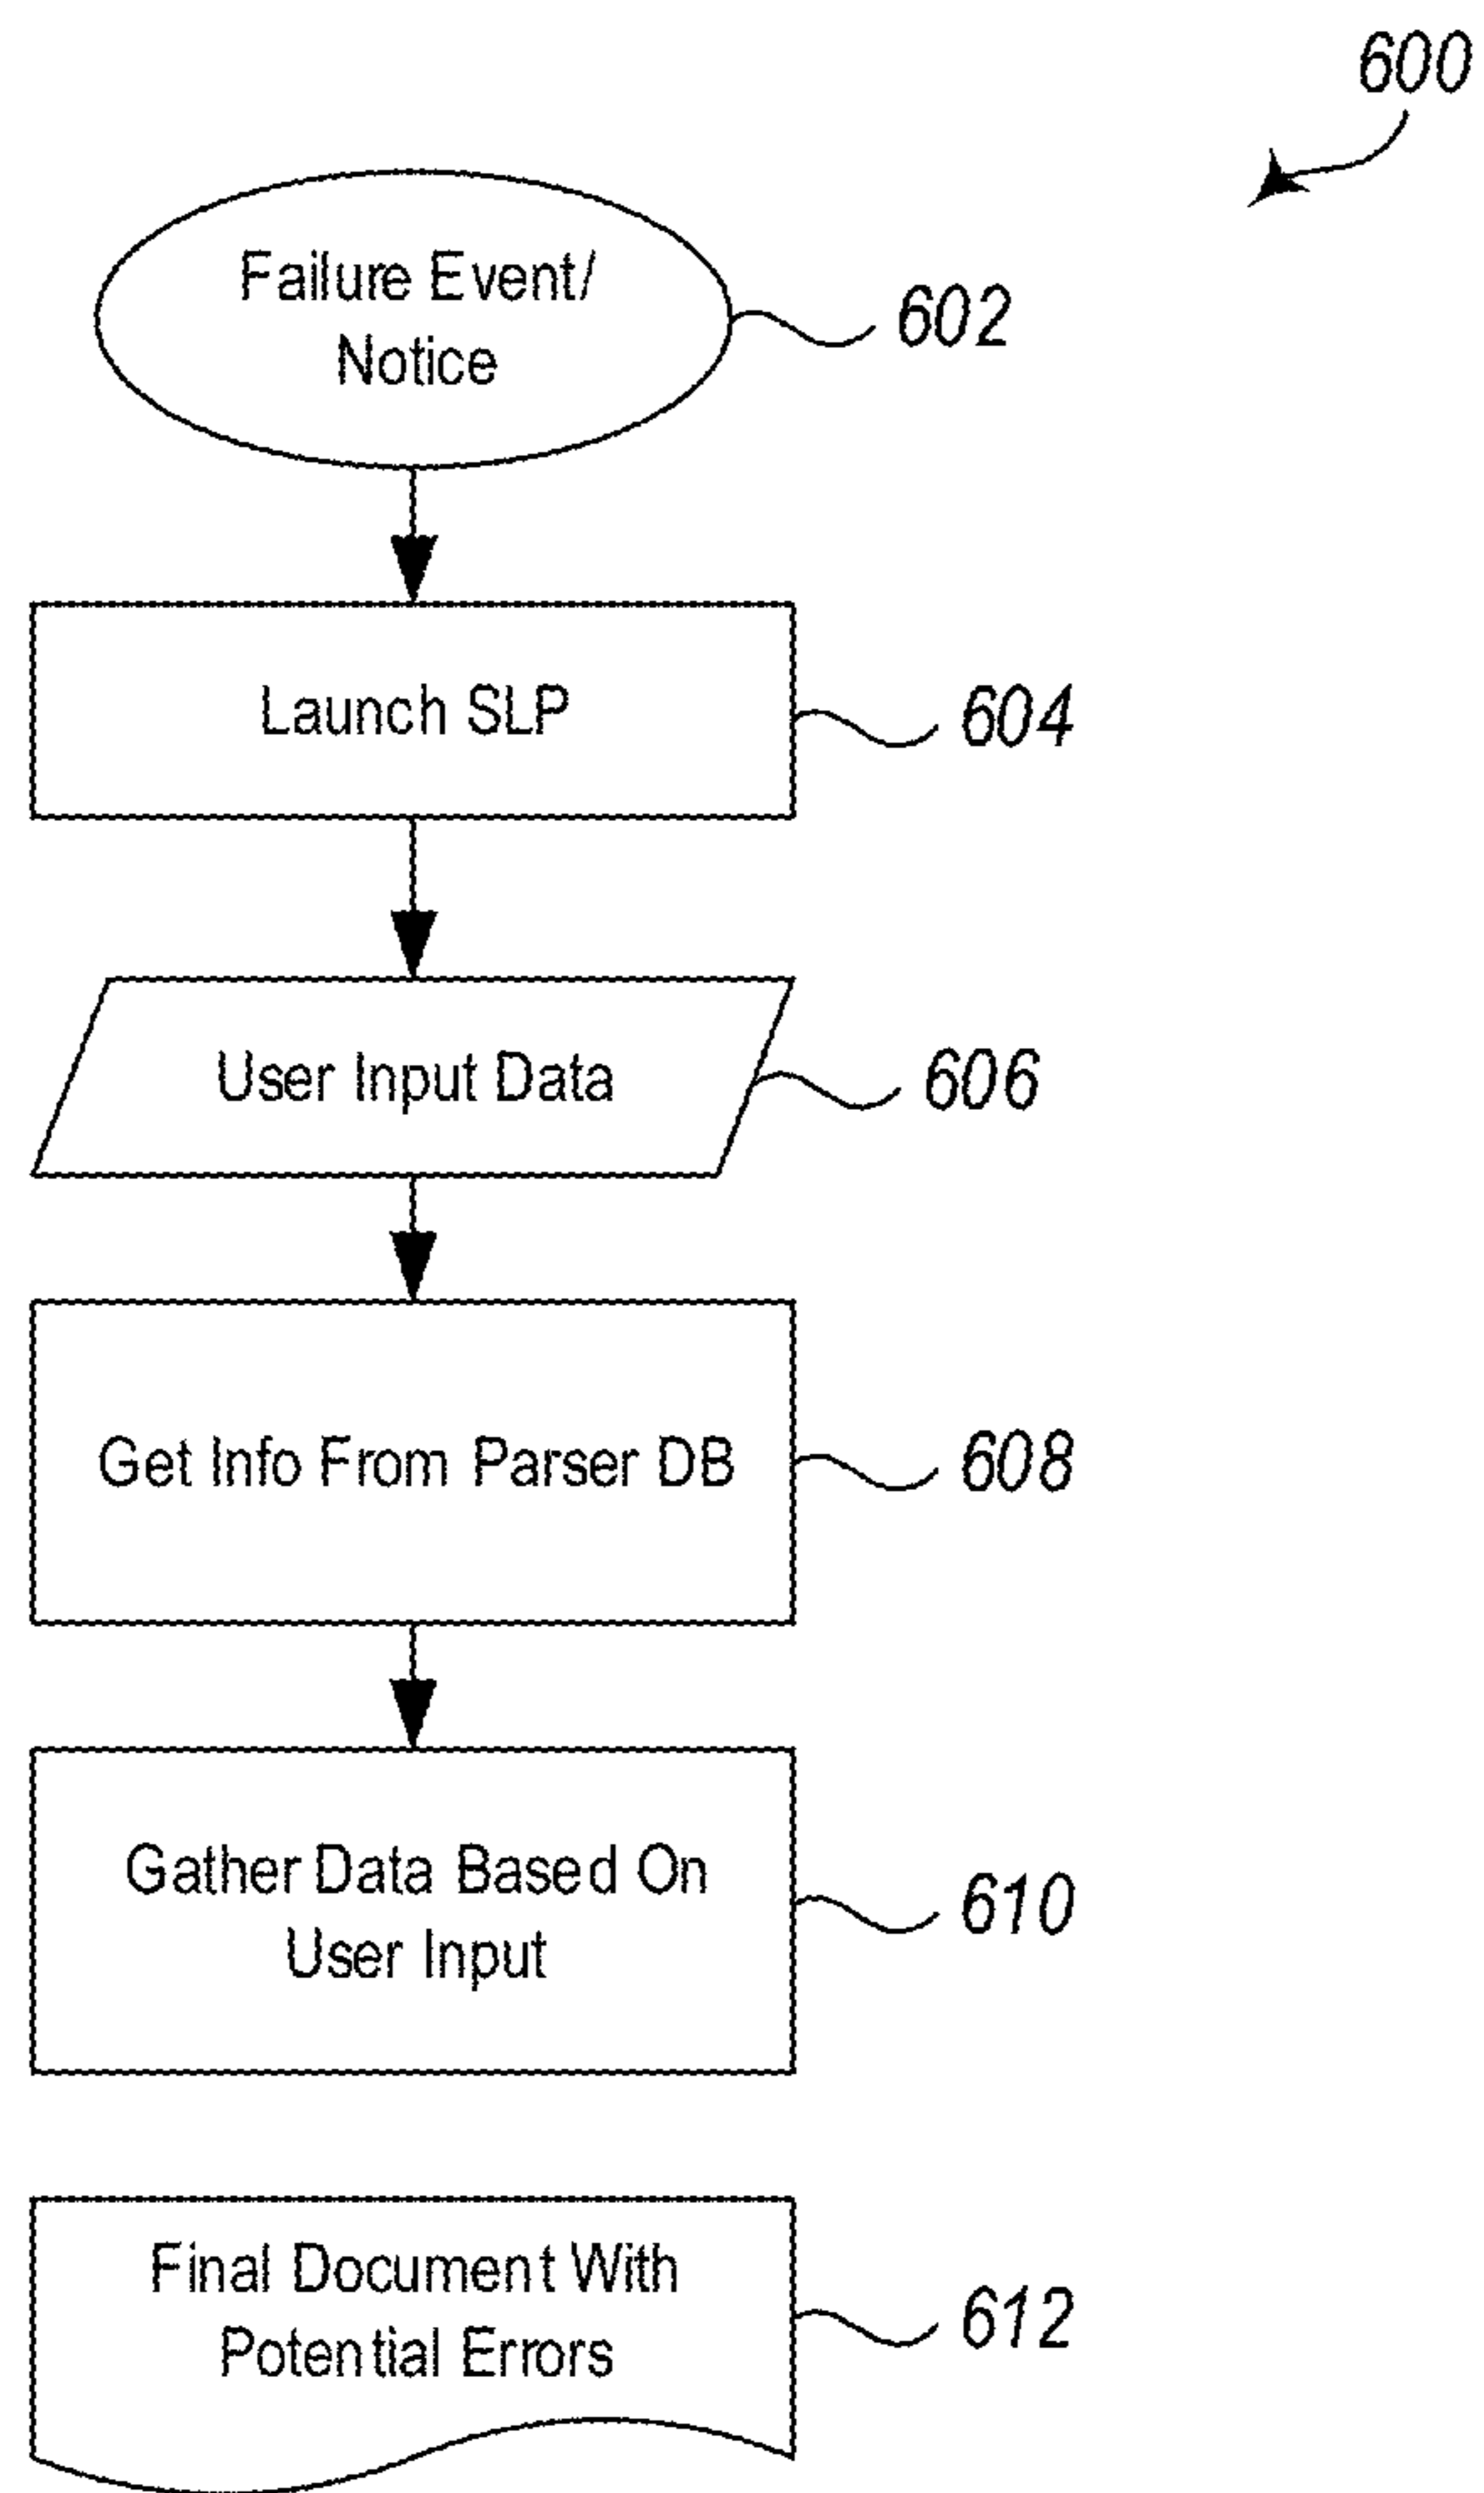 600
Failure Event/
Notice
602
Launch SLP
604
User Input Data
606
Get Info From Parser DB
608
Gather Data Based On
User Input
610
Final Document With
Potential Errors
612